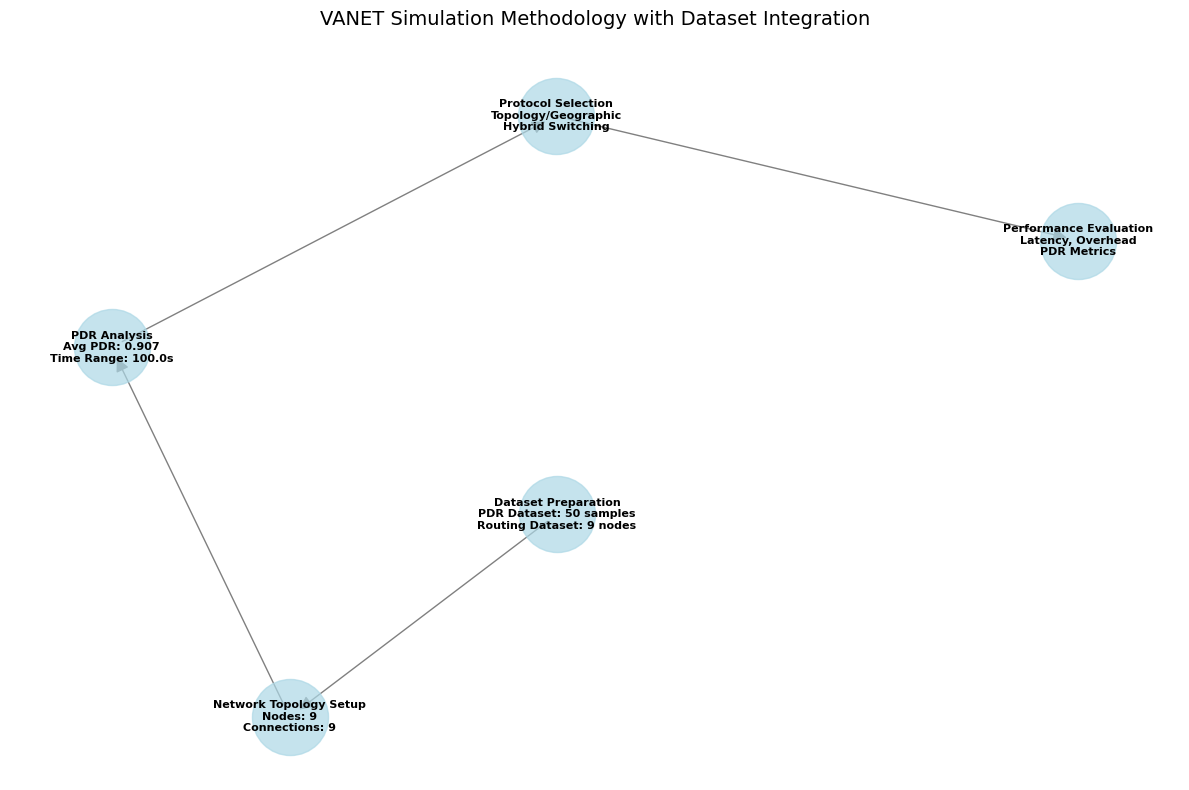 VANET Simulation Methodology with Dataset Integration
Protocol Selection
Topology/Geographic
Hybrid Switching
Performance Evaluation
Latency, Overhead
PDR Metrics
PDR Analysis
Avg PDR: 0.907
Time Range: 100.0s
Dataset Preparation
PDR Dataset: 50 samples
Routing Dataset: 9 nodes
Network Topology Setup
Nodes: 9
Connections: 9